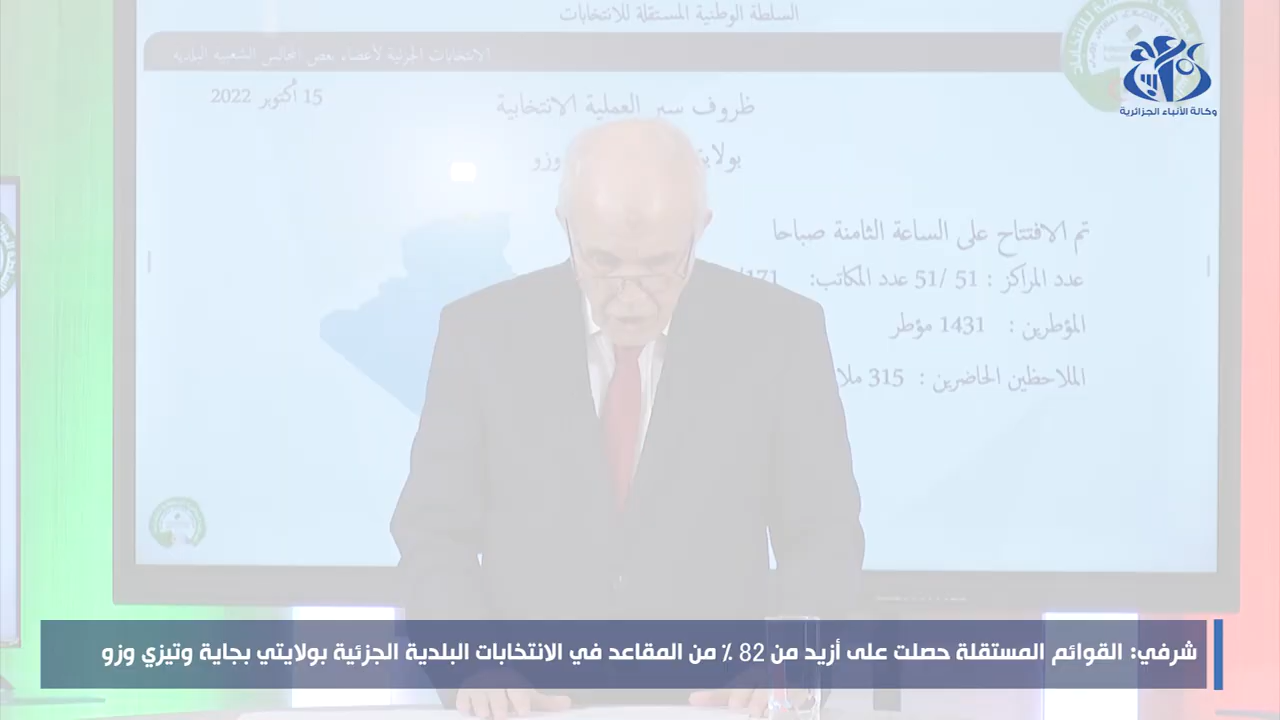 السلطة الوطنية المستقلة للانتخابات
الانتخابات الجزئية لأعضاء بعض المجالس الشعبية البلدية
15 أكتوبر 2022
ظروف سير العملية الانتخابية
وزو
تم الافتتاح على الساعة الثامنة صباحا
عدد المراكز : 51 /51 عدد المكاتب: 171/
المؤطرين : 1431 مؤطر
الملاحظين الحاضرين : 315
وكالة الأنباء الجزائرية
شرفي: القوائم المستقلة حصلت على أزيد من 82 ٪ من المقاعد في الانتخابات البلدية الجزئية بولايتي بجاية وتيزي وزو